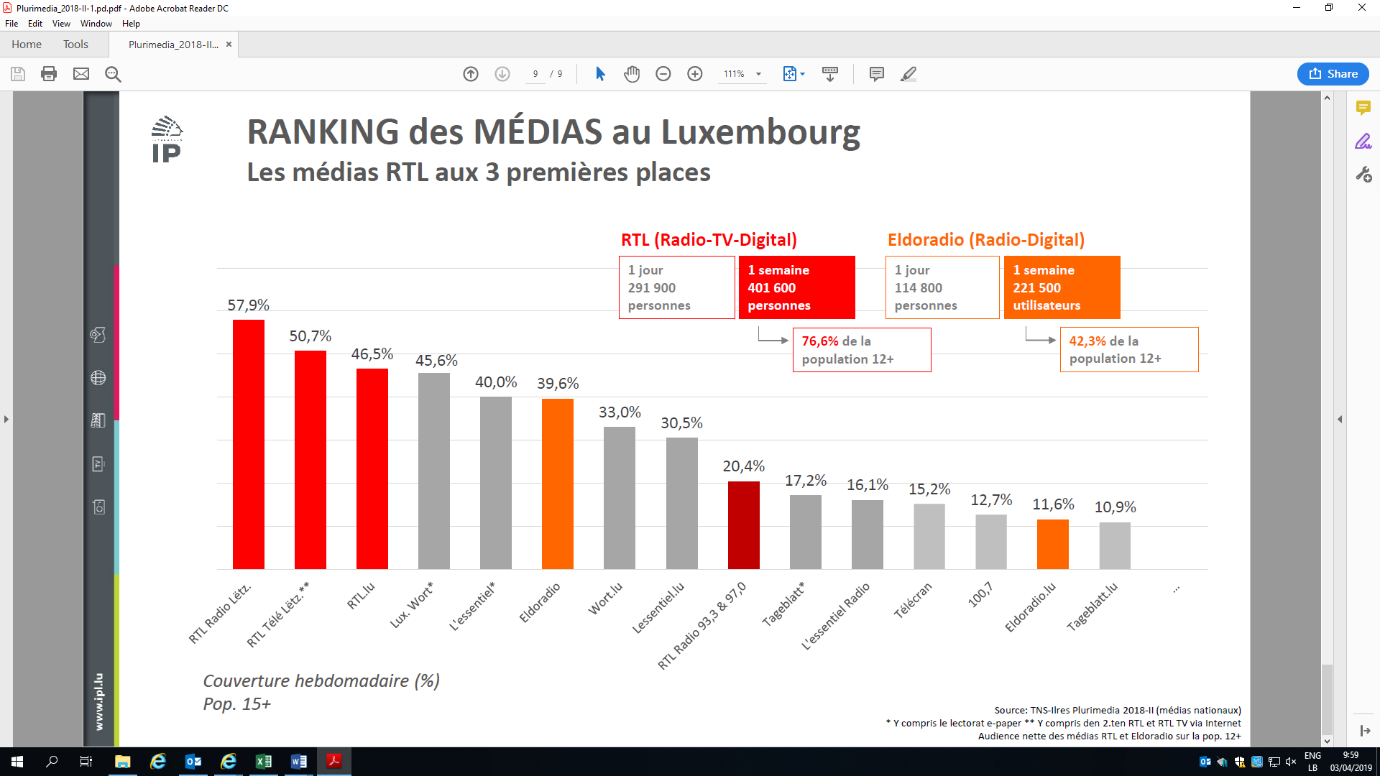 Plurimedia_2018-II-1.pd.pdf - Adobe Acrobat Reader DC
File Edit View Window Help
Home Tools Plurimedia_2018-II... ×
9 / 9 111%
Share
IP
RANKING des MÉDIAS au Luxembourg
Les médias RTL aux 3 premières places
RTL (Radio-TV-Digital)
1 jour
291 900
personnes
1 semaine
401 600
personnes
76,6% de la
population 12+
Eldoradio (Radio-Digital)
1 jour
114 800
personnes
1 semaine
221 500
utilisateurs
42,3% de la
population 12+
57,9%
50,7%
46,5%
45,6%
40,0%
39,6%
33,0%
30,5%
20,4%
17,2%
16,1%
15,2%
12,7%
11,6%
10,9%
RTL Radio Lëtz.
RTL Télé Lëtz.**
RTL.lu
Lux. Wort*
L'essentiel*
Eldoradio
Wort.lu
Lessentiel.lu
RTL Radio 93,3 & 97,0
Tageblatt*
L'essentiel Radio
Télécran
100,7
Eldoradio.lu
Tageblatt.lu
...
Couverture hebdomadaire (%)
Pop. 15+
www.ipl.lu
Source: TNS-Ilres Plurimedia 2018-II (médias nationaux)
* Y compris le lectorat e-paper ** Y compris den 2.ten RTL et RTL TV via Internet
Audience nette des médias RTL et Eldoradio sur la pop. 12+
ENG
LB
9:59
03/04/2019